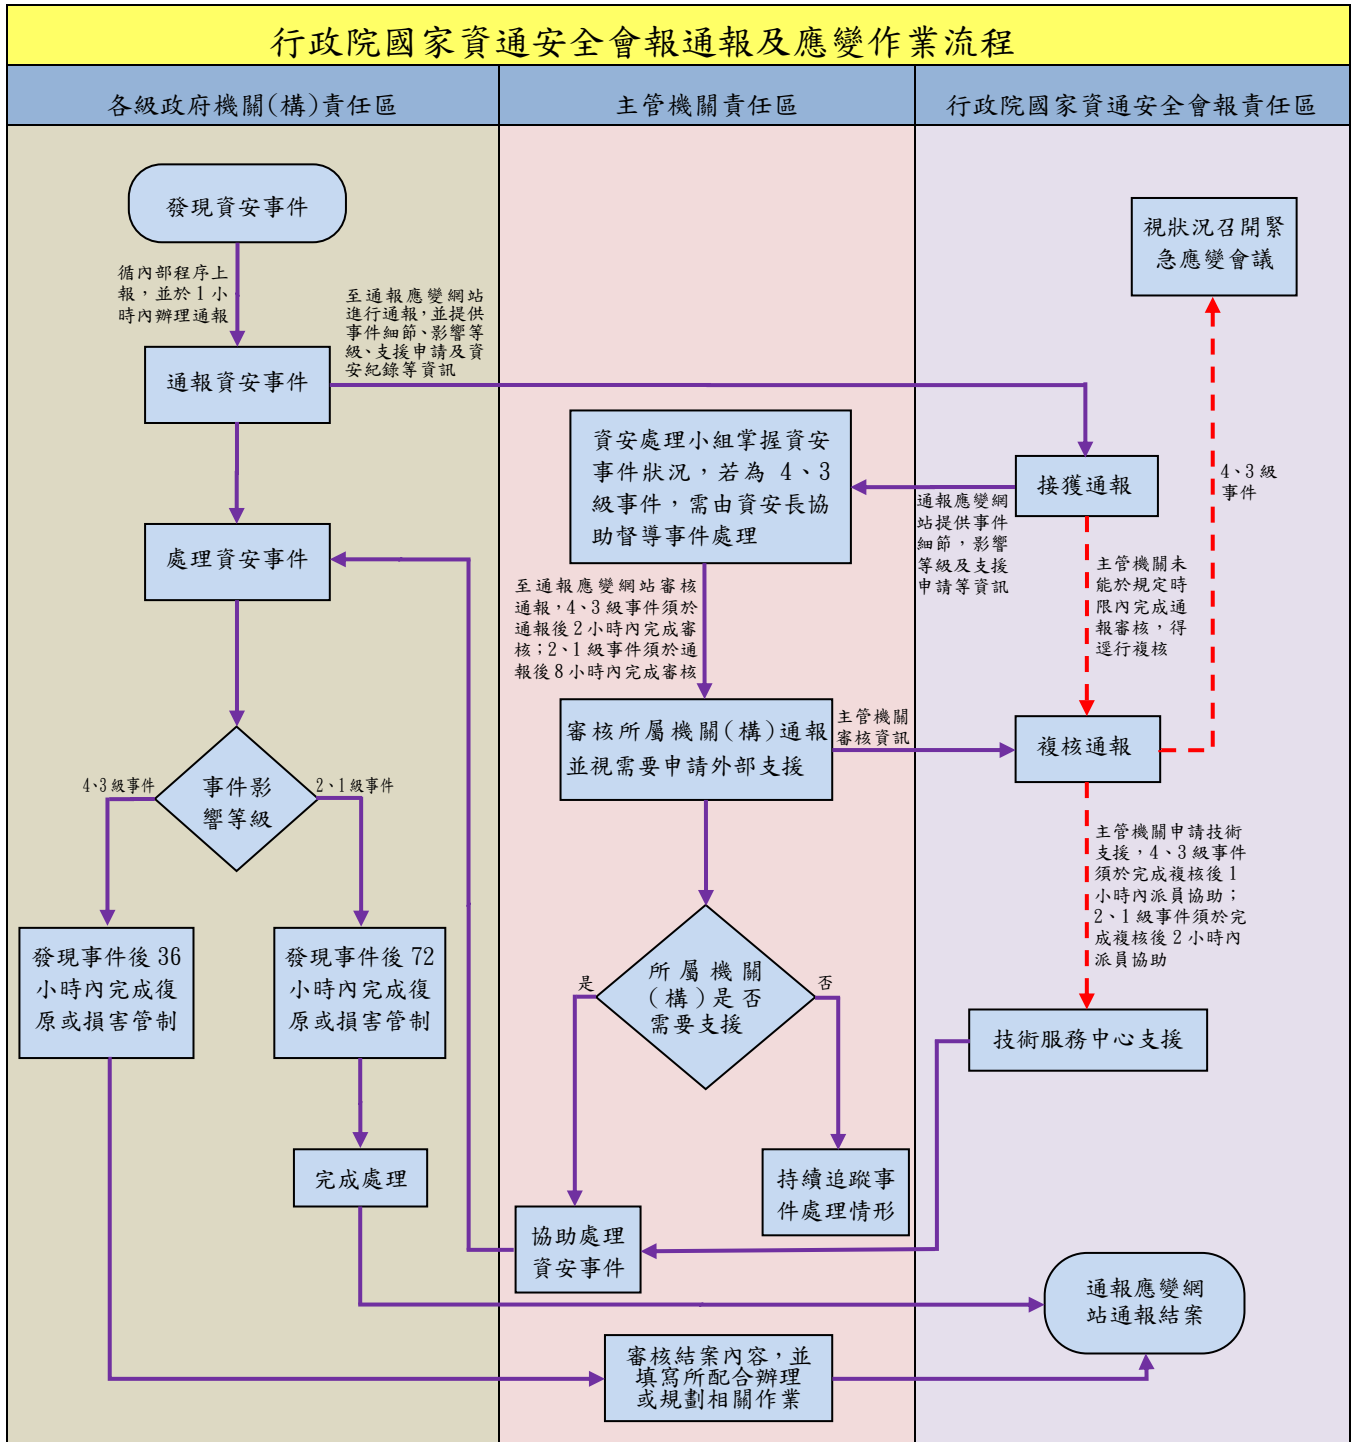 行政院國家資通安全會報通報及應變作業流程
各級政府機關(構)責任區
主管機關責任區
行政院國家資通安全會報責任區
發現資安事件
循內部程序上
報，並於1小
時內辦理通報
至通報應變網站
進行通報，並提供
事件細節、影響等
級、支援申請及資
安紀錄等資訊
通報資安事件
處理資安事件
事件影
響等級
4、3級事件
2、1級事件
發現事件後 36
小時內完成復
原或損害管制
發現事件後 72
小時內完成復
原或損害管制
完成處理
資安處理小組掌握資安
事件狀況，若為 4、3
級事件，需由資安長協
助督導事件處理
至通報應變網站審核
通報，4、3級事件須於
通報後2小時內完成審
核；2、1級事件須於通
報後8小時內完成審核
審核所屬機關(構)通報
並視需要申請外部支援
主管機關
審核資訊
所屬機關
(構)是否
需要支援
是
否
持續追蹤事
件處理情形
協助處理
資安事件
審核結案內容，並
填寫所配合辦理
或規劃相關作業
視狀況召開緊
急應變會議
4、3級
事件
接獲通報
通報應變網
站提供事件
細節，影響
等級及支援
申請等資訊
主管機關未
能於規定時
限內完成通
報審核，得
逕行複核
複核通報
主管機關申請技術
支援，4、3級事件
須於完成複核後1
小時內派員協助；
2、1級事件須於完
成複核後2小時內
派員協助
技術服務中心支援
通報應變網
站通報結案